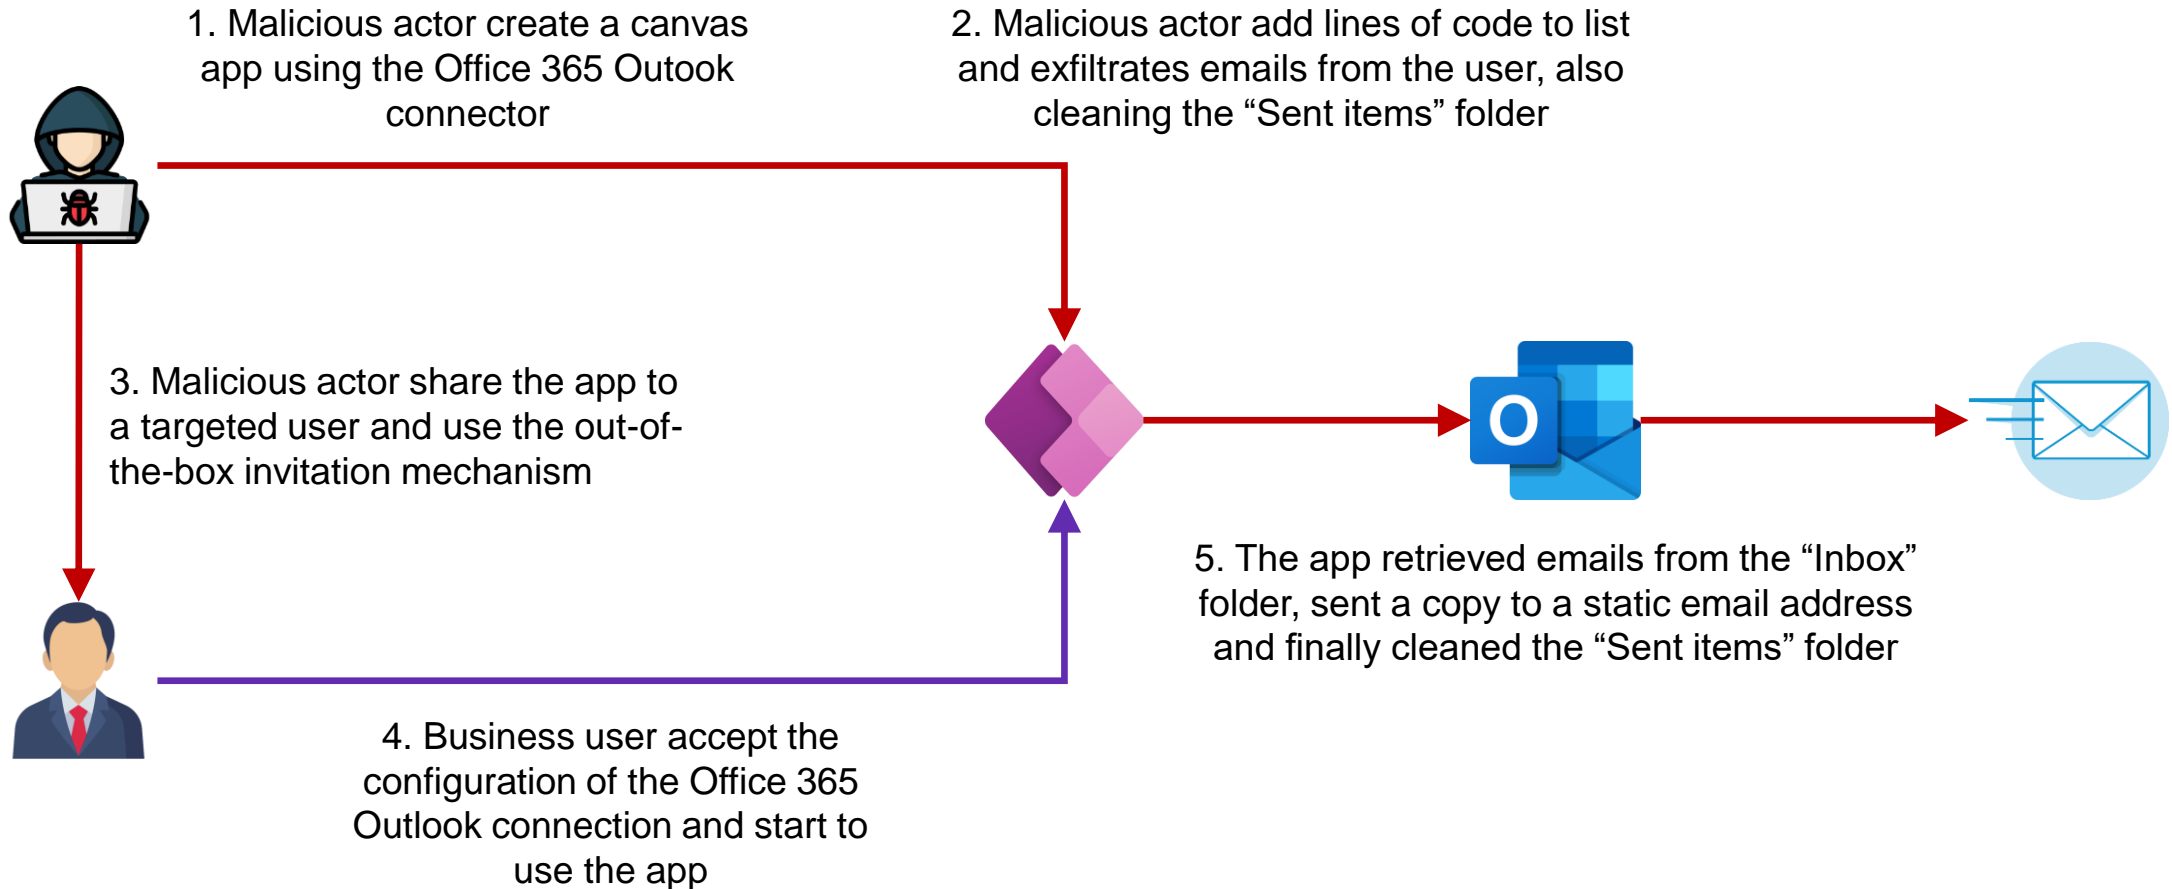 1. Malicious actor create a canvas
app using the Office 365 Outook
connector
2. Malicious actor add lines of code to list
and exfiltrates emails from the user, also
cleaning the “Sent items” folder
3. Malicious actor share the app to
a targeted user and use the out-of-
the-box invitation mechanism
O
5. The app retrieved emails from the “Inbox”
folder, sent a copy to a static email address
and finally cleaned the “Sent items” folder
4. Business user accept the
configuration of the Office 365
Outlook connection and start to
use the app